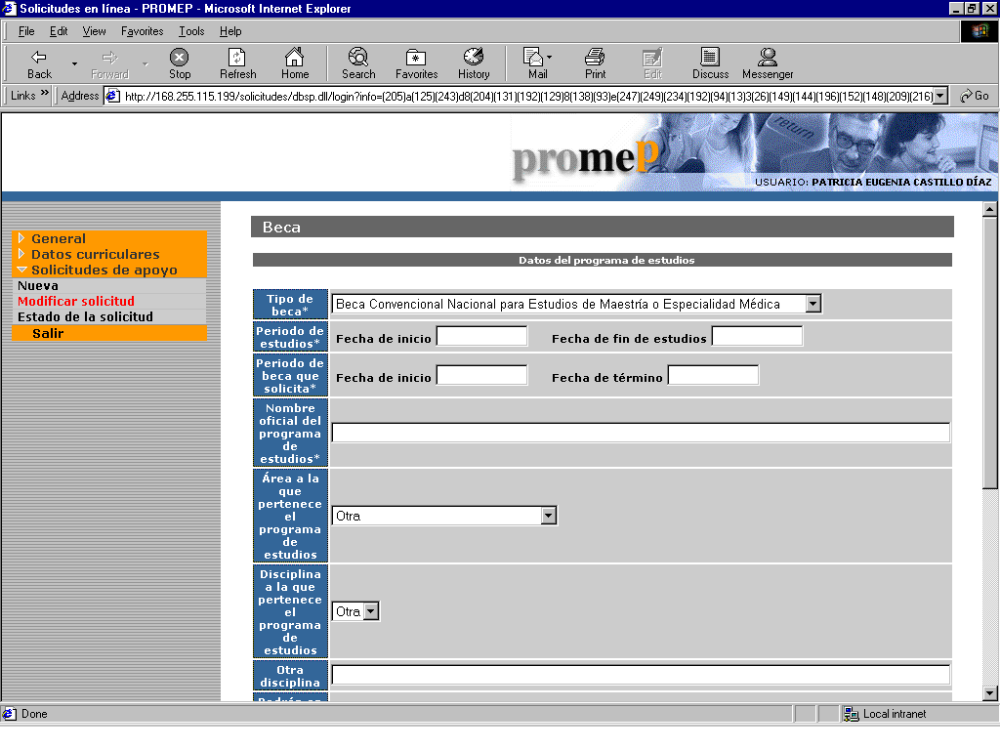 Solicitudes en línea - PROMEP - Microsoft Internet Explorer
File Edit View Favorites Tools Help
Back Forward Stop Refresh Home Search Favorites History Mail Print Edit Discuss Messenger
Links » Address http://168.255.115.199/solicitudes/dbsp.dll/login?info=(205)a(125)(243)d8(204)(131)(192)(129)8(138)(93)e(247)(249)(234)(192)(94)(13)3(26)(149)(144)(196)(152)(148)(209)(216) Go
return
promep
USUARIO: PATRICIA EUGENIA CASTILLO DÍAZ
General
Datos curriculares
Solicitudes de apoyo
Nueva
Modificar solicitud
Estado de la solicitud
Salir
Beca
Datos del programa de estudios
Tipo de
beca*
Beca Convencional Nacional para Estudios de Maestría o Especialidad Médica
Periodo de
estudios*
Fecha de inicio Fecha de fin de estudios
Periodo de
beca que
solicita*
Fecha de inicio Fecha de término
Nombre
oficial del
programa
de
estudios*
Área a la
que
pertenece
el
programa
de
estudios
Otra
Disciplina
a la que
pertenece
el
programa
de
estudios
Otra
Otra
disciplina
Done Local intranet